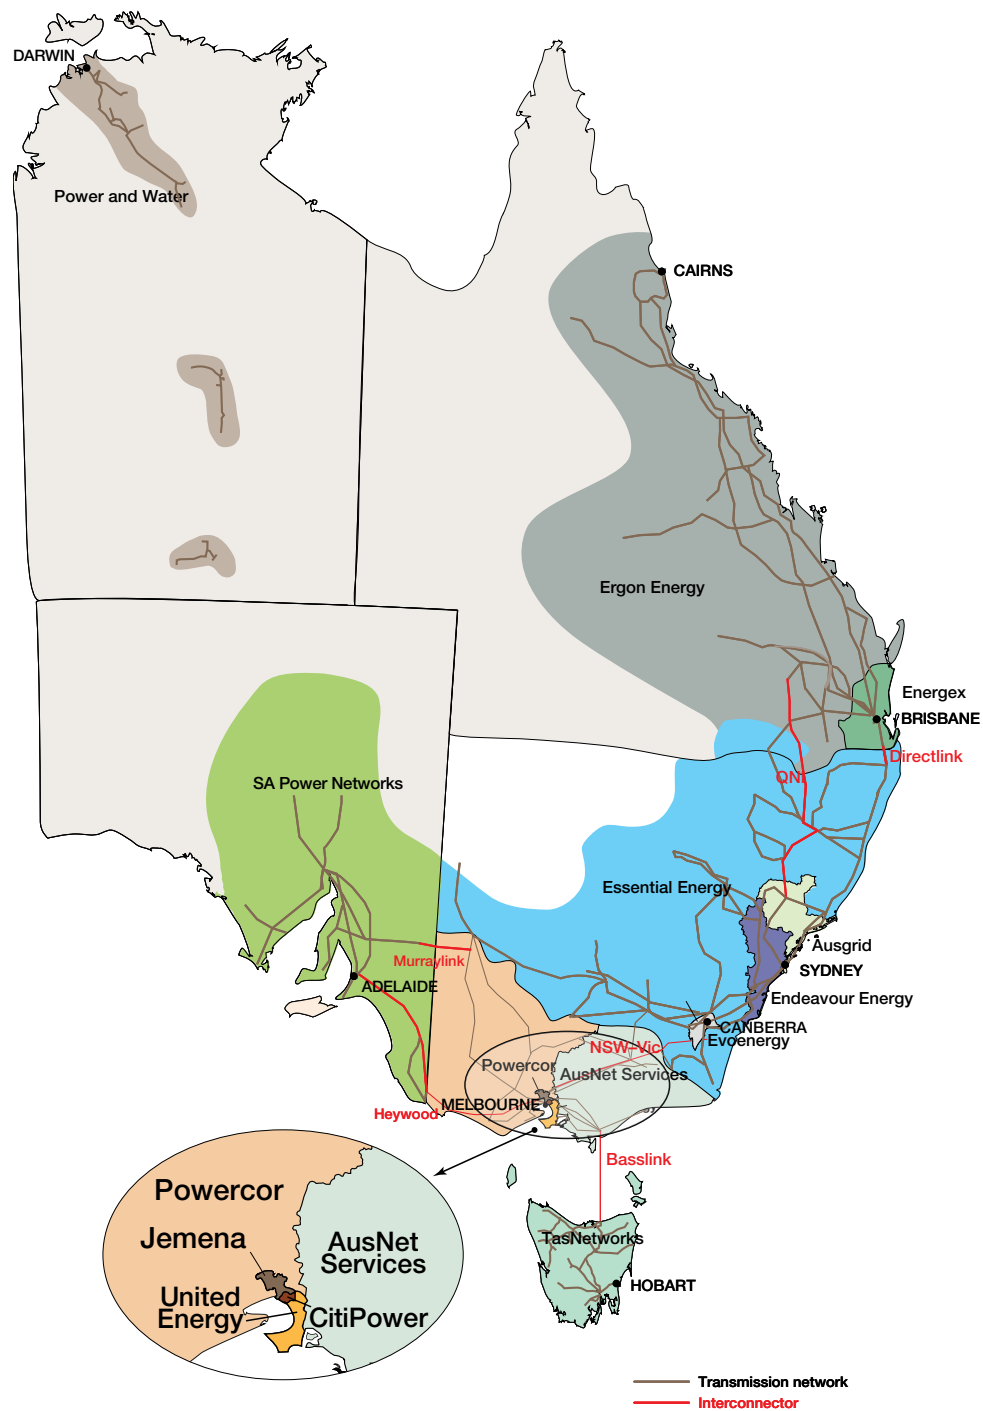 DARWIN
Power and Water
CAIRNS
Ergon Energy
Energex
BRISBANE
Directlink
QNI
SA Power Networks
Essential Energy
Ausgrid
SYDNEY
Murraylink
ADELAIDE
Endeavour Energy
CANBERRA
Evoenergy
NSW–Vic
Powercor
AusNet Services
MELBOURNE
Heywood
Basslink
Powercor
Jemena
AusNet
Services
United
Energy
CitiPower
TasNetworks
HOBART
Transmission network
Interconnector